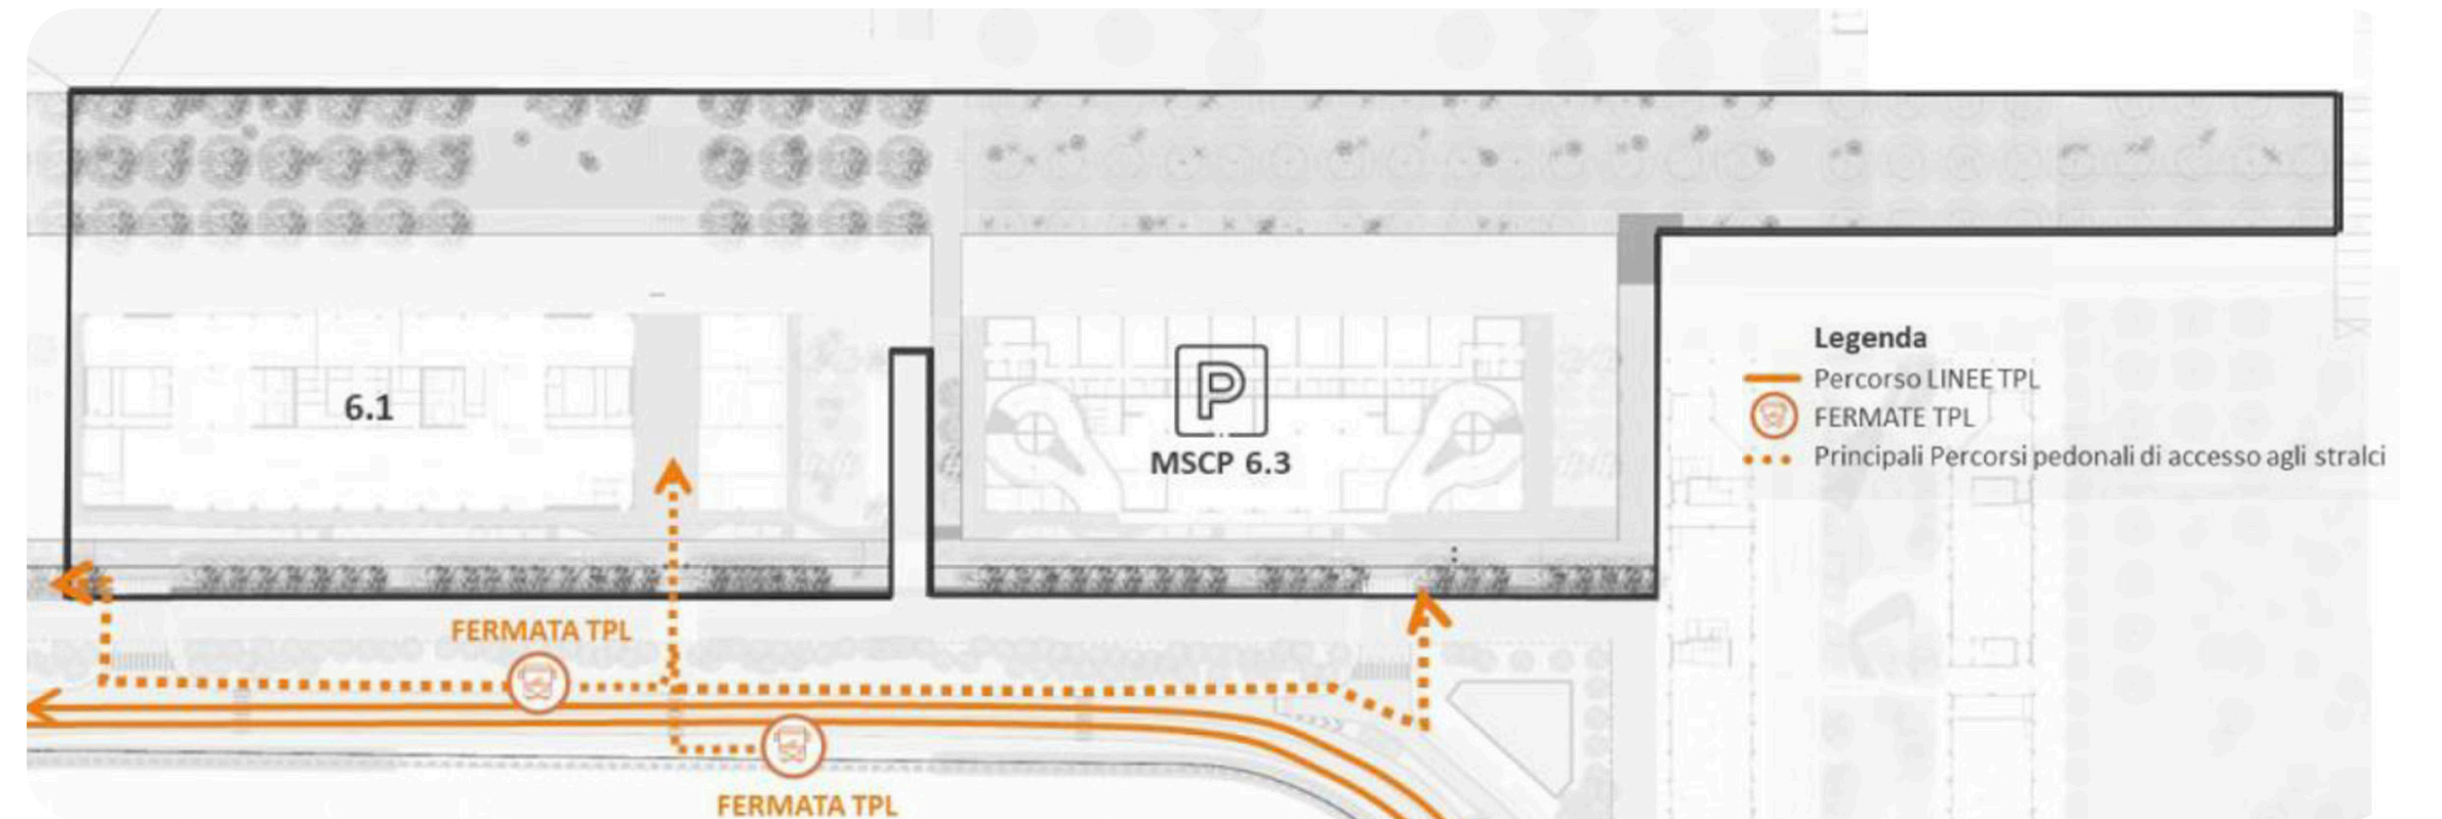 Legenda
Percorso LINEE TPL
FERMATE TPL
Principali Percorsi pedonali di accesso agli stralci
6.1
P
MSCP 6.3
FERMATA TPL
FERMATA TPL